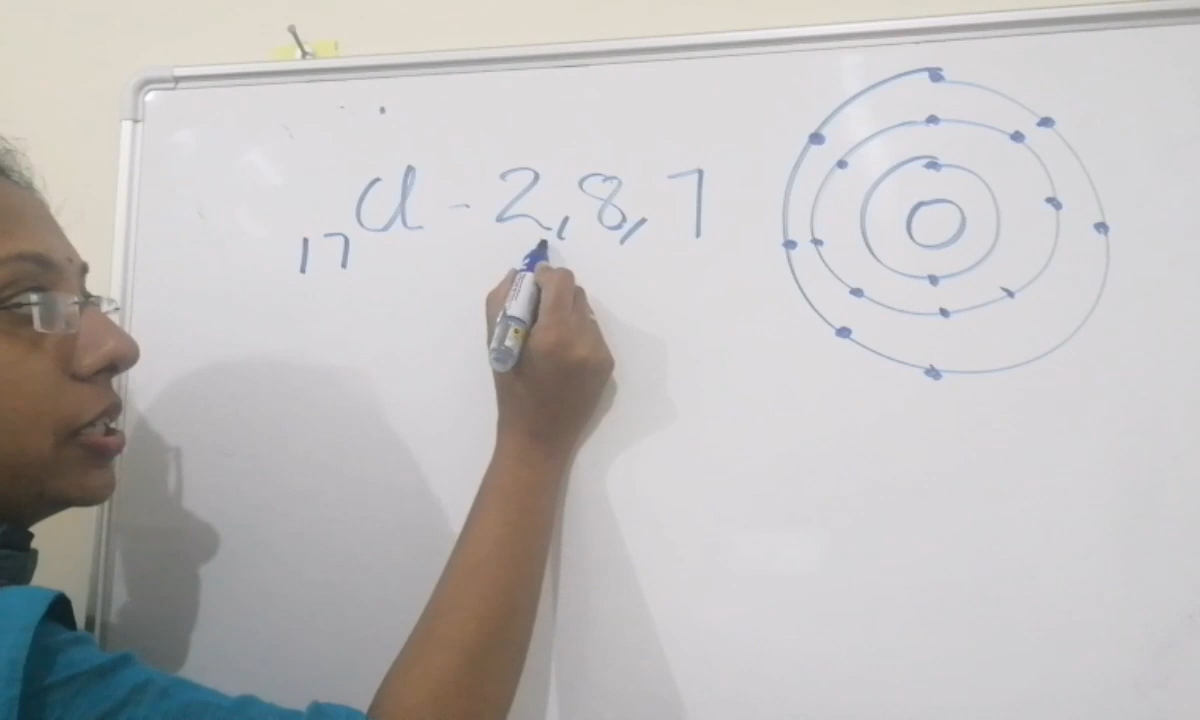 ₁₇Cl - 2, 8, 7